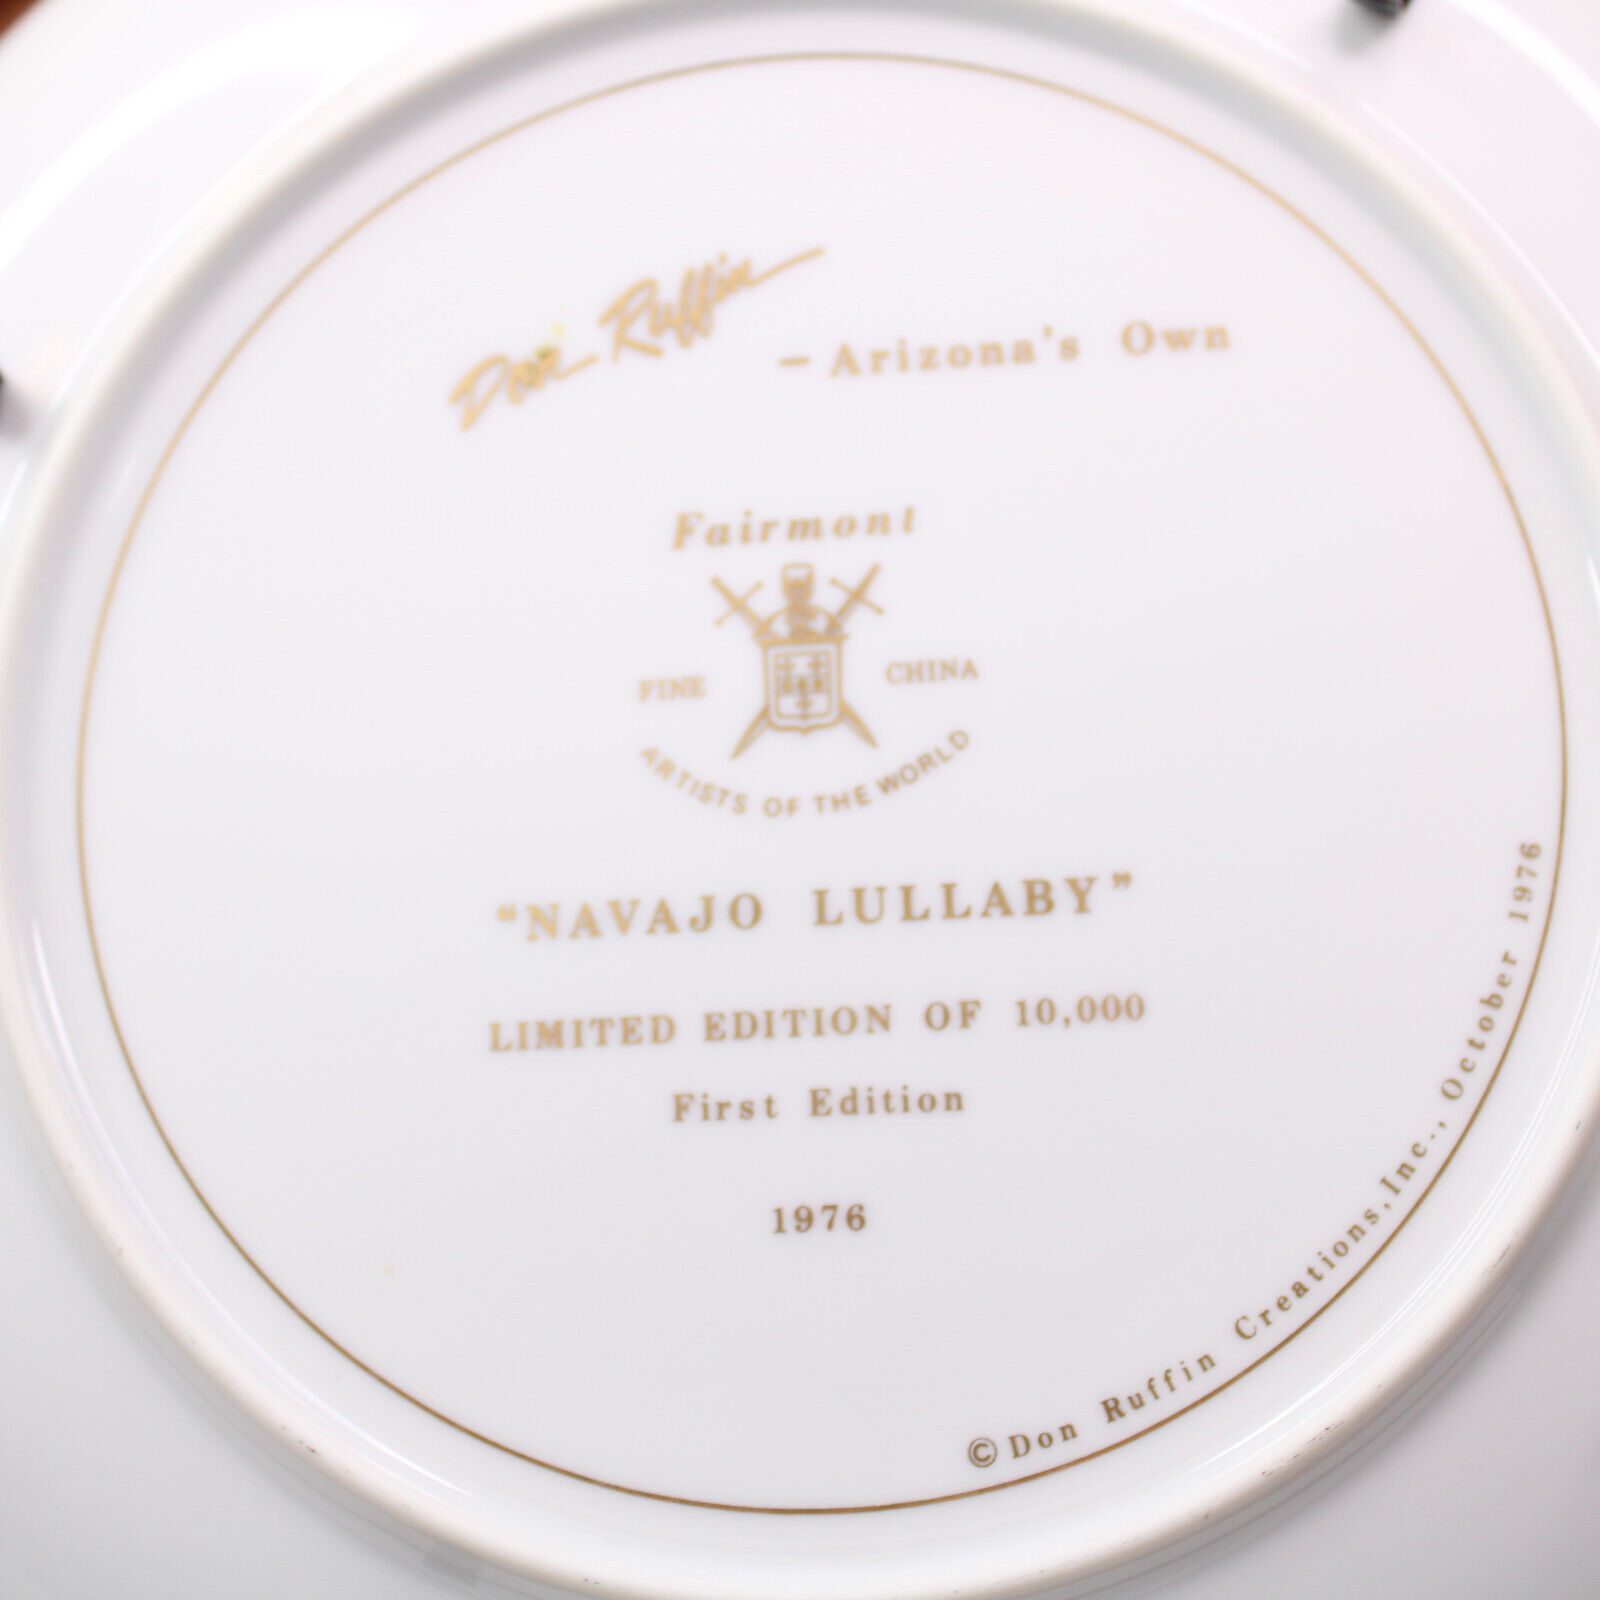 Don Ruffin
– Arizona's Own
Fairmont
FINE CHINA
ARTISTS OF THE WORLD
“NAVAJO LULLABY”
LIMITED EDITION OF 10,000
First Edition
1976
©Don Ruffin Creations,Inc., October 1976